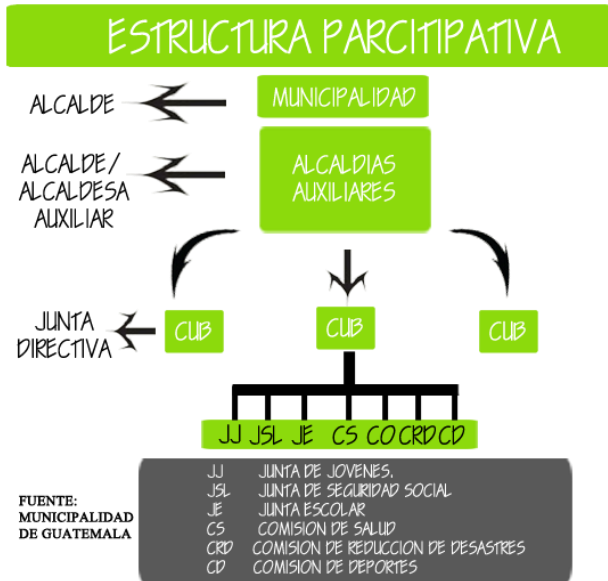 ESTRUCTURA PARCITIPATIVA
ALCALDE
MUNICIPALIDAD
ALCALDE/
ALCALDESA
AUXILIAR
ALCALDIAS
AUXILIARES
JUNTA
DIRECTIVA
CUB
CUB
CUB
JJ JSL JE CS CO CRD CD
FUENTE:
MUNICIPALIDAD
DE GUATEMALA
JJ JUNTA DE JOVENES.
JSL JUNTA DE SEGURIDAD SOCIAL
JE JUNTA ESCOLAR
CS COMISION DE SALUD
CRD COMISION DE REDUCCION DE DESASTRES
CD COMISION DE DEPORTES